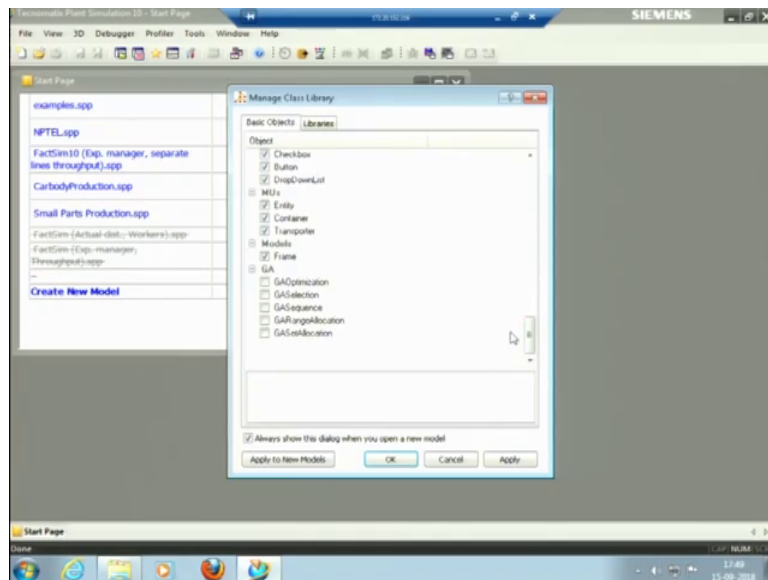 Tecnomatix Plant Simulation 10 - Start Page
SIEMENS
File View 3D Debugger Profiler Tools Window Help
Start Page
examples.spp
NPTEL.spp
FactSim10 (Exp. manager, separate
lines throughput).spp
CarbodyProduction.spp
Small Parts Production.spp
FactSim (Actual dist., Workers).spp
FactSim (Exp. manager,
Throughput).spp
--
Create New Model
Manage Class Library
Basic Objects Libraries
Object
Checkbox
Button
DropDownList
MUs
Entity
Container
Transporter
Models
Frame
GA
GAOptimization
GASelection
GASequence
GARangeAllocation
GASetAllocation
Always show this dialog when you open a new model
Apply to New Models OK Cancel Apply
Start Page
Done
CAP NUM
17:49
15-09-2018